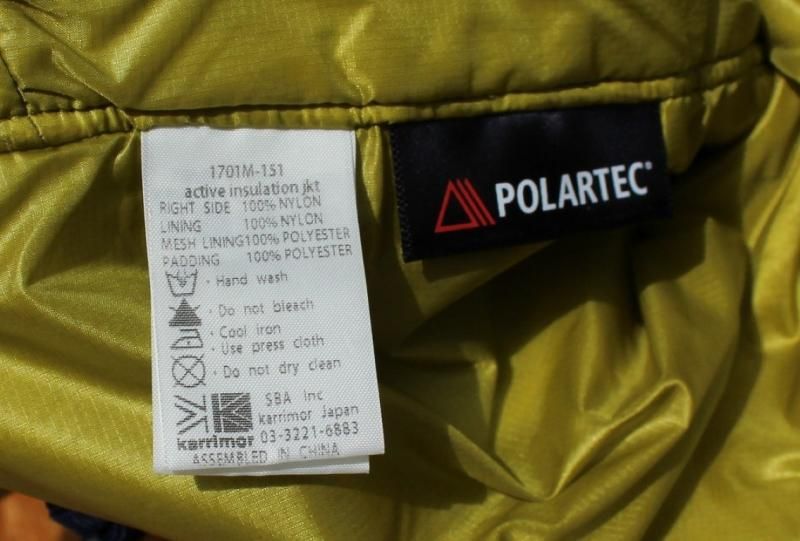 1701M-151
active insulation jkt
RIGHT SIDE 100% NYLON
LINING 100% NYLON
MESH LINING100% POLYESTER
PADDING 100% POLYESTER
· Hand wash
· Do not bleach
· Cool iron
· Use press cloth
· Do not dry clean
SBA Inc
karrimor Japan
karrimor 03-3221-6883
ASSEMBLED IN CHINA
POLARTEC®